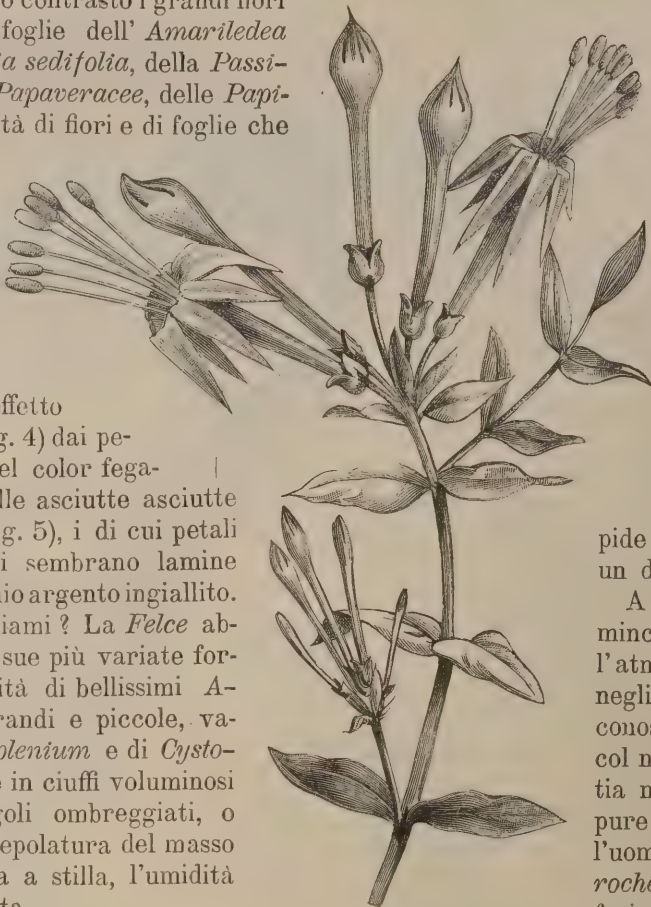 contrasto i grandi fiori
foglie dell' Amariledea
sedifolia, della Passi-
Papaveracee, delle Papi-
di fiori e di foglie che
ffetto
g. 4) dai pe-
el color fega-
lle asciutte asciutte
g. 5), i di cui petali
i sembrano lamine
io argento ingiallito.
iami ? La Felce ab-
sue più variate for-
ità di bellissimi A-
randi e piccole, va-
plenium e di Cysto-
e in ciuffi voluminosi
goli ombreggiati, o
epolatura del masso
a a stilla, l'umidità
pide
un d
A
minc
l'atn
negli
conos
col n
tia n
pure
l'uom
roche